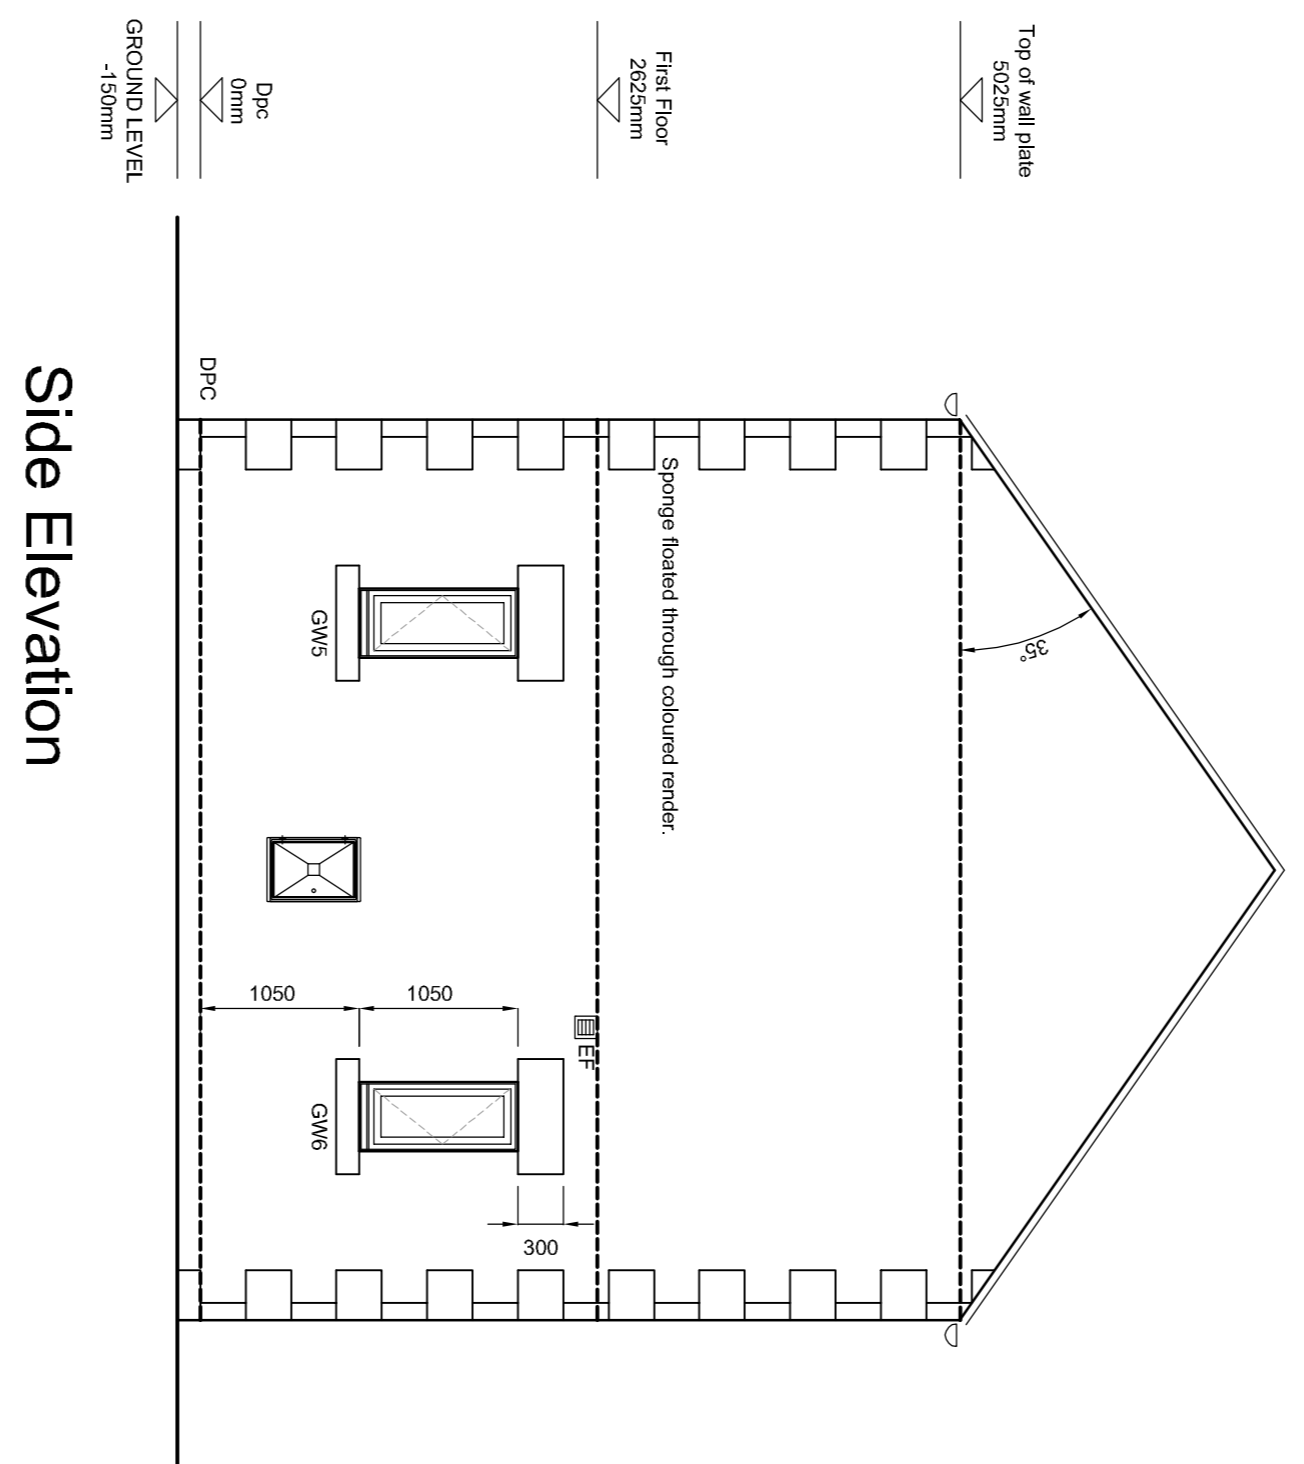 Top of wall plate
5025mm
First Floor
2625mm
Dpc
0mm
GROUND LEVEL
-150mm
35°
Sponge floated through coloured render.
EF
1050
1050
300
GW5
GW6
DPC
Side Elevation